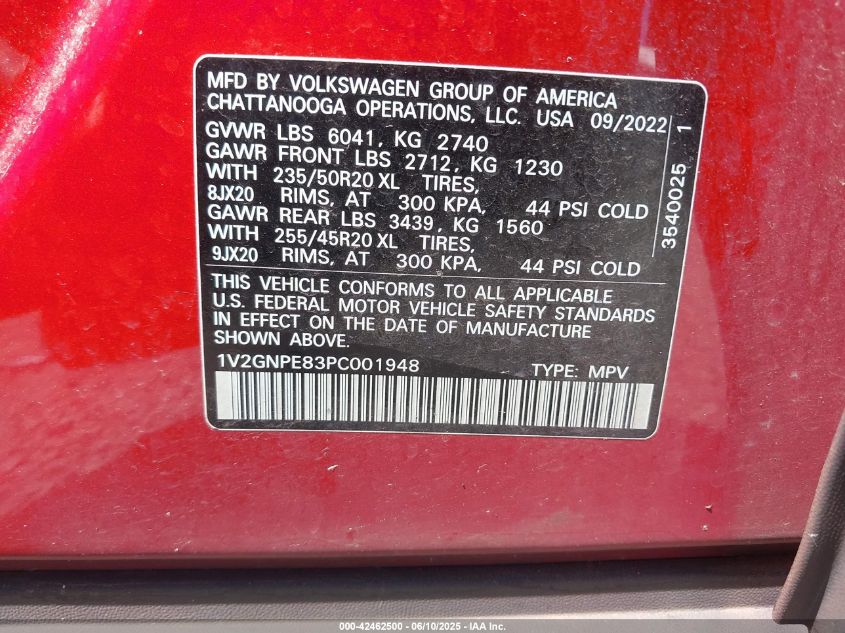 MFD BY VOLKSWAGEN GROUP OF AMERICA
CHATTANOOGA OPERATIONS, LLC. USA 09/2022
GVWR LBS 6041, KG 2740
GAWR FRONT LBS 2712, KG 1230
WITH 235/50R20 XL TIRES,
8JX20 RIMS, AT 300 KPA, 44 PSI COLD
GAWR REAR LBS 3439, KG 1560
WITH 255/45R20 XL TIRES,
9JX20 RIMS, AT 300 KPA, 44 PSI COLD
3540025 1
THIS VEHICLE CONFORMS TO ALL APPLICABLE
U.S. FEDERAL MOTOR VEHICLE SAFETY STANDARDS
IN EFFECT ON THE DATE OF MANUFACTURE
SHOWN ABOVE.
1V2GNPE83PC001948 TYPE: MPV
000-42462500 - 06/10/2025 - IAA Inc.